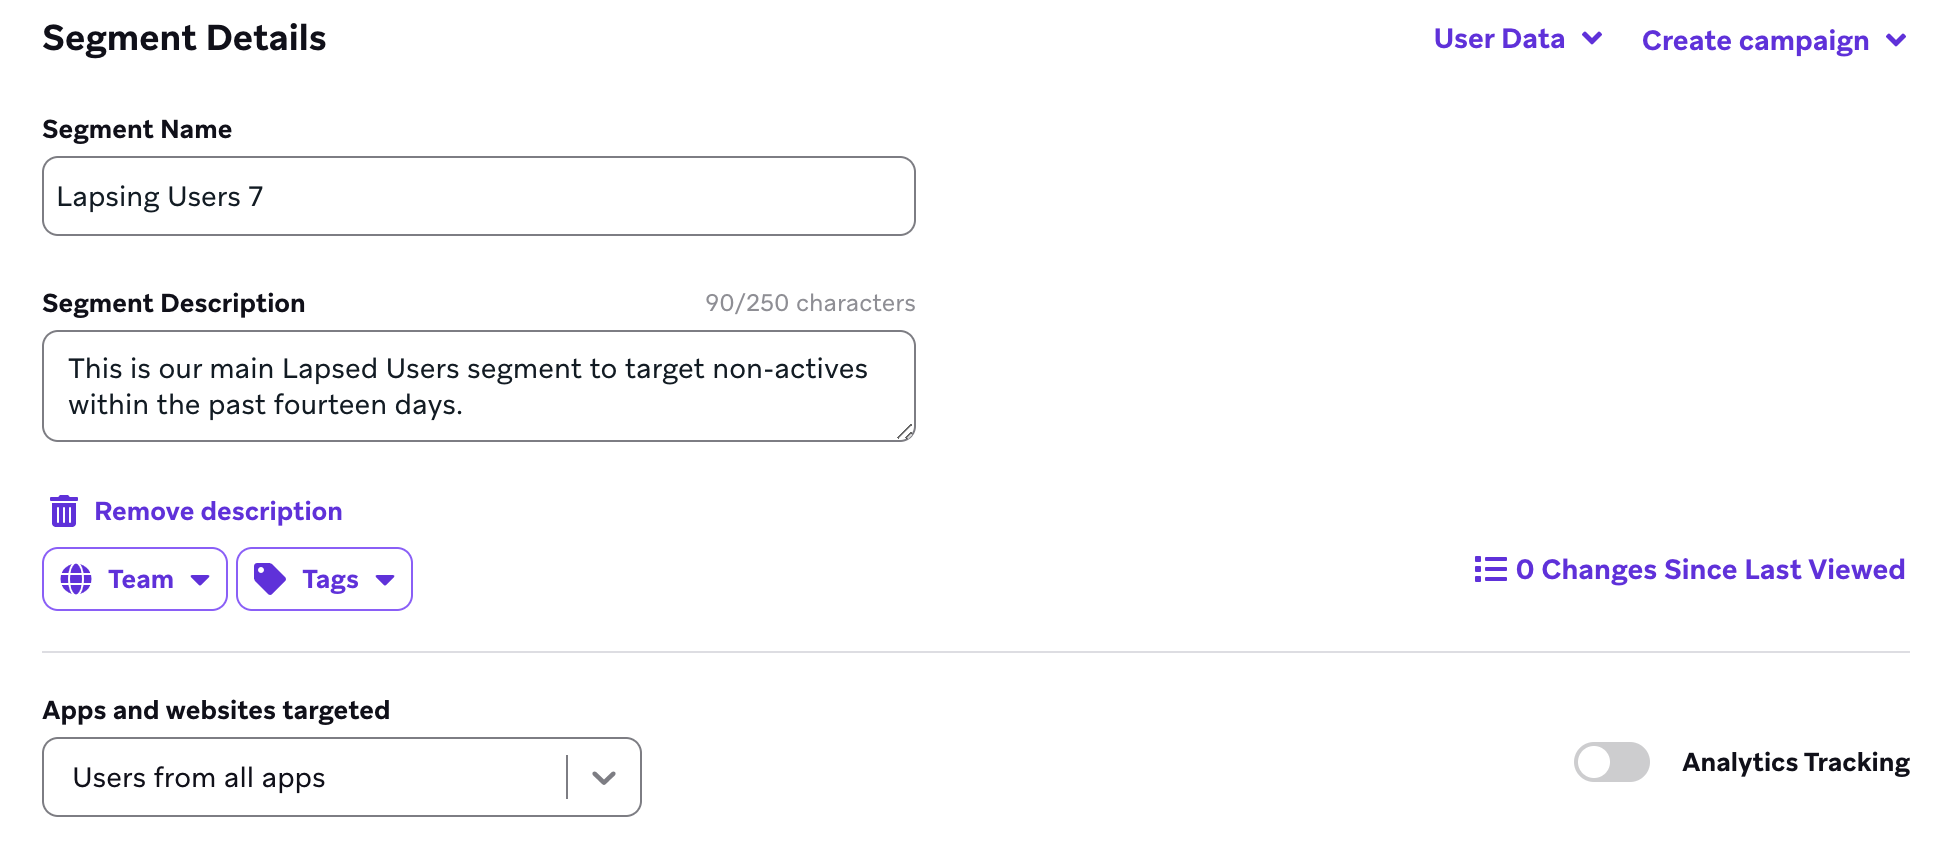 Segment Details
User Data
Create campaign
Segment Name
Lapsing Users 7
Segment Description
90/250 characters
This is our main Lapsed Users segment to target non-actives
within the past fourteen days.
Remove description
Team
Tags
0 Changes Since Last Viewed
Apps and websites targeted
Users from all apps
Analytics Tracking